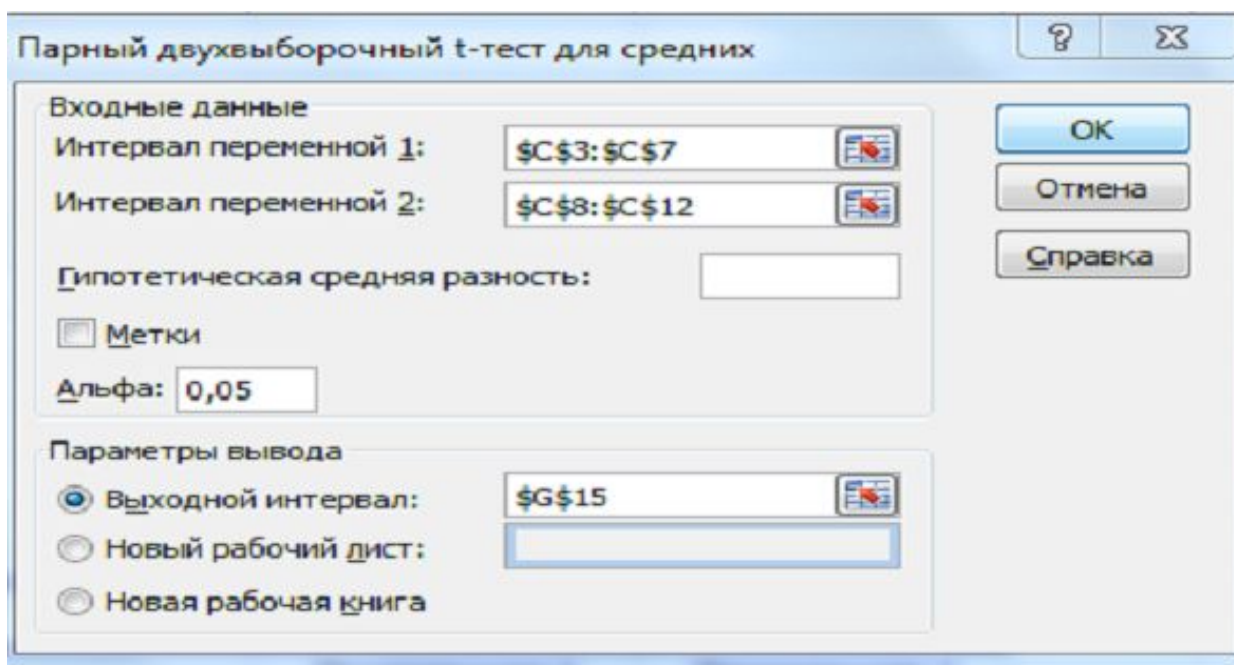 Парный двухвыборочный t-тест для средних
Входные данные
Интервал переменной 1: $C$3:$C$7
Интервал переменной 2: $C$8:$C$12
Гипотетическая средняя разность:
Метки
Альфа: 0,05
Параметры вывода
Выходной интервал: $G$15
Новый рабочий лист:
Новая рабочая книга
?
OK
Отмена
Справка